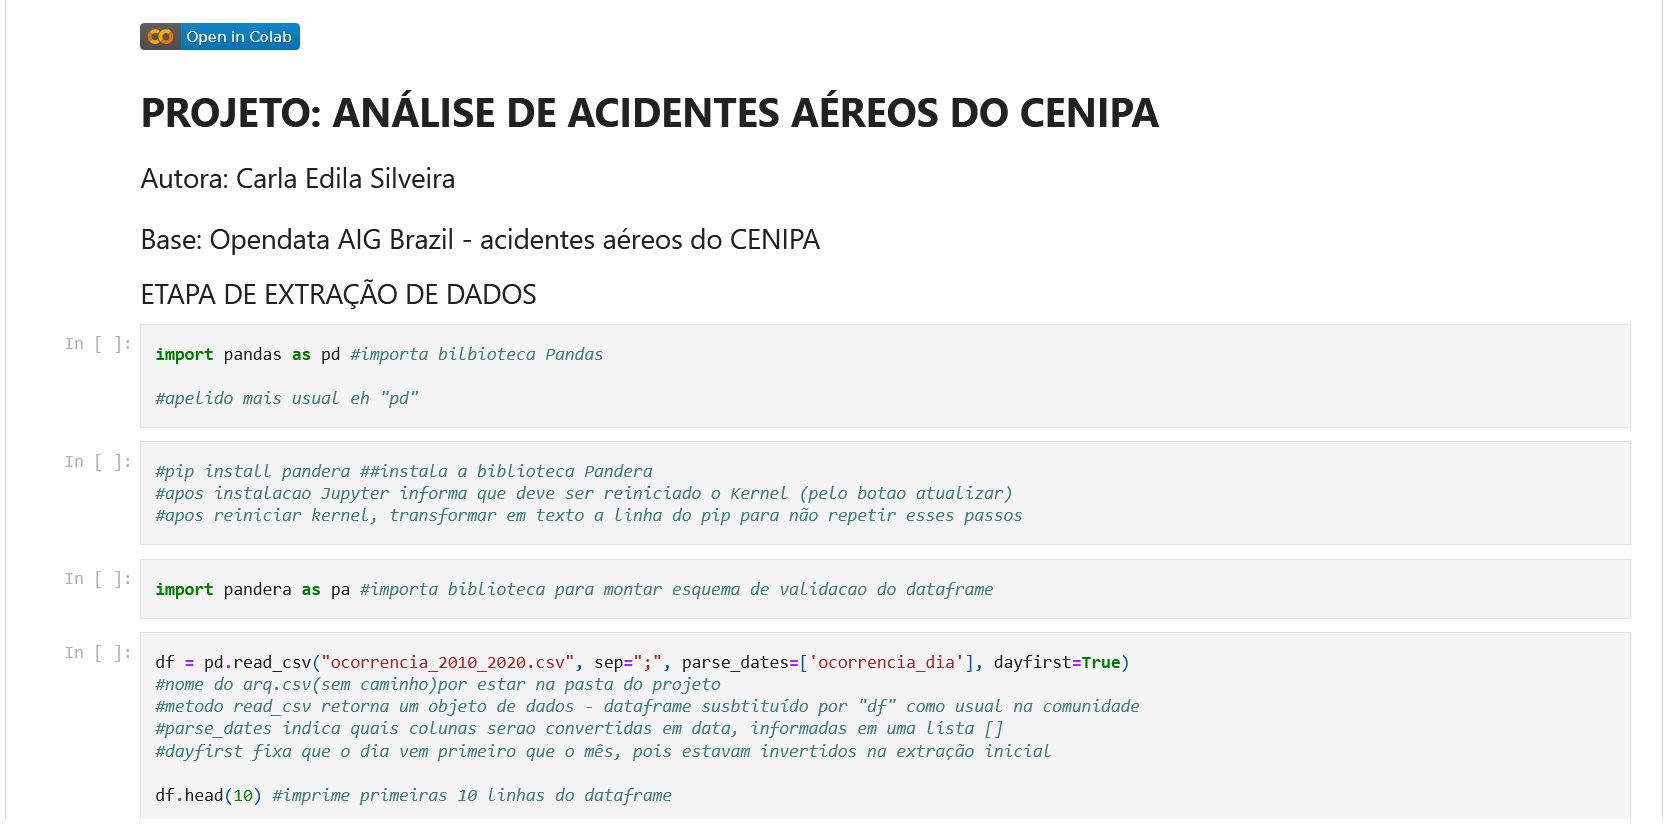 Open in Colab
PROJETO: ANÁLISE DE ACIDENTES AÉREOS DO CENIPA
Autora: Carla Edila Silveira
Base: Opendata AIG Brazil - acidentes aéreos do CENIPA
ETAPA DE EXTRAÇÃO DE DADOS
In [ ]:
import pandas as pd #importa bilbioteca Pandas
#apelido mais usual eh "pd"
In [ ]:
#pip install pandera ##instala a biblioteca Pandera
#apos instalacao Jupyter informa que deve ser reiniciado o Kernel (pelo botao atualizar)
#apos reiniciar kernel, transformar em texto a linha do pip para não repetir esses passos
In [ ]:
import pandera as pa #importa biblioteca para montar esquema de validacao do dataframe
In [ ]:
df = pd.read_csv("ocorrencia_2010_2020.csv", sep=";", parse_dates=['ocorrencia_dia'], dayfirst=True)
#nome do arq.csv(sem caminho)por estar na pasta do projeto
#metodo read_csv retorna um objeto de dados - dataframe susbtituído por "df" como usual na comunidade
#parse_dates indica quais colunas serao convertidas em data, informadas em uma lista []
#dayfirst fixa que o dia vem primeiro que o mês, pois estavam invertidos na extração inicial
df.head(10) #imprime primeiras 10 linhas do dataframe